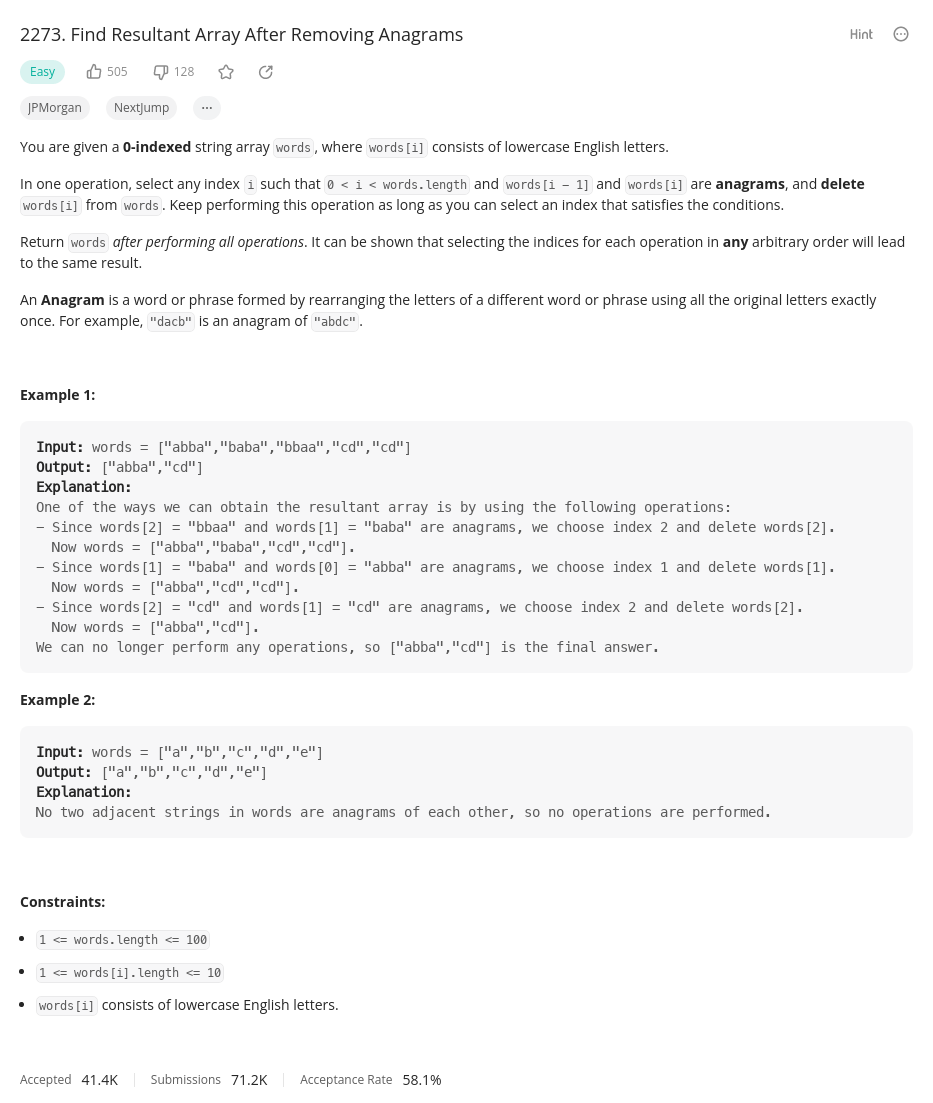 2273. Find Resultant Array After Removing Anagrams
Hint
Easy 505 128
JPMorgan NextJump ...
You are given a 0-indexed string array words, where words[i] consists of lowercase English letters.
In one operation, select any index i such that 0 < i < words.length and words[i - 1] and words[i] are anagrams, and delete
words[i] from words. Keep performing this operation as long as you can select an index that satisfies the conditions.
Return words after performing all operations. It can be shown that selecting the indices for each operation in any arbitrary order will lead
to the same result.
An Anagram is a word or phrase formed by rearranging the letters of a different word or phrase using all the original letters exactly
once. For example, "dacb" is an anagram of "abdc".
Example 1:
Input: words = ["abba","baba","bbaa","cd","cd"]
Output: ["abba","cd"]
Explanation:
One of the ways we can obtain the resultant array is by using the following operations:
- Since words[2] = "bbaa" and words[1] = "baba" are anagrams, we choose index 2 and delete words[2].
Now words = ["abba","baba","cd","cd"].
- Since words[1] = "baba" and words[0] = "abba" are anagrams, we choose index 1 and delete words[1].
Now words = ["abba","cd","cd"].
- Since words[2] = "cd" and words[1] = "cd" are anagrams, we choose index 2 and delete words[2].
Now words = ["abba","cd"].
We can no longer perform any operations, so ["abba","cd"] is the final answer.
Example 2:
Input: words = ["a","b","c","d","e"]
Output: ["a","b","c","d","e"]
Explanation:
No two adjacent strings in words are anagrams of each other, so no operations are performed.
Constraints:
• 1 <= words.length <= 100
• 1 <= words[i].length <= 10
• words[i] consists of lowercase English letters.
Accepted 41.4K Submissions 71.2K Acceptance Rate 58.1%